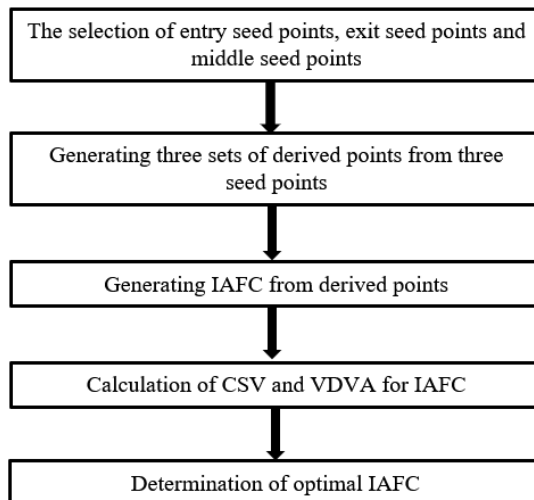 The selection of entry seed points, exit seed points and
middle seed points
Generating three sets of derived points from three
seed points
Generating IAFC from derived points
Calculation of CSV and VDVA for IAFC
Determination of optimal IAFC